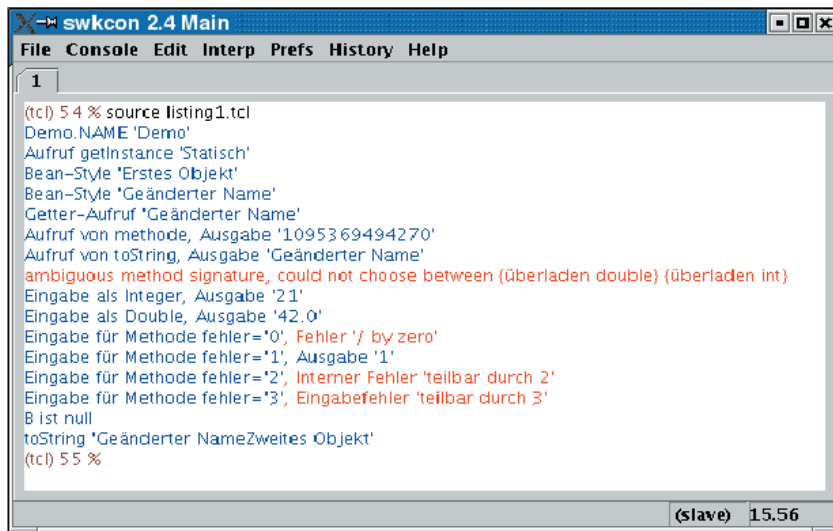 swkcon 2.4 Main
File Console Edit Interp Prefs History Help
1
(tcl) 54 % source listing1.tcl
Demo.NAME 'Demo'
Aufruf getInstance 'Statisch'
Bean-Style 'Erstes Objekt'
Bean-Style 'Geänderter Name'
Getter-Aufruf 'Geänderter Name'
Aufruf von methode, Ausgabe '1095369494270'
Aufruf von toString, Ausgabe 'Geänderter Name'
ambiguous method signature, could not choose between {überladen double} {überladen int}
Eingabe als Integer, Ausgabe '21'
Eingabe als Double, Ausgabe '42.0'
Eingabe für Methode fehler='0', Fehler '/ by zero'
Eingabe für Methode fehler='1', Ausgabe '1'
Eingabe für Methode fehler='2', Interner Fehler 'teilbar durch 2'
Eingabe für Methode fehler='3', Eingabefehler 'teilbar durch 3'
B ist null
toString 'Geänderter NameZweites Objekt'
(tcl) 55 %
(slave) 15.56